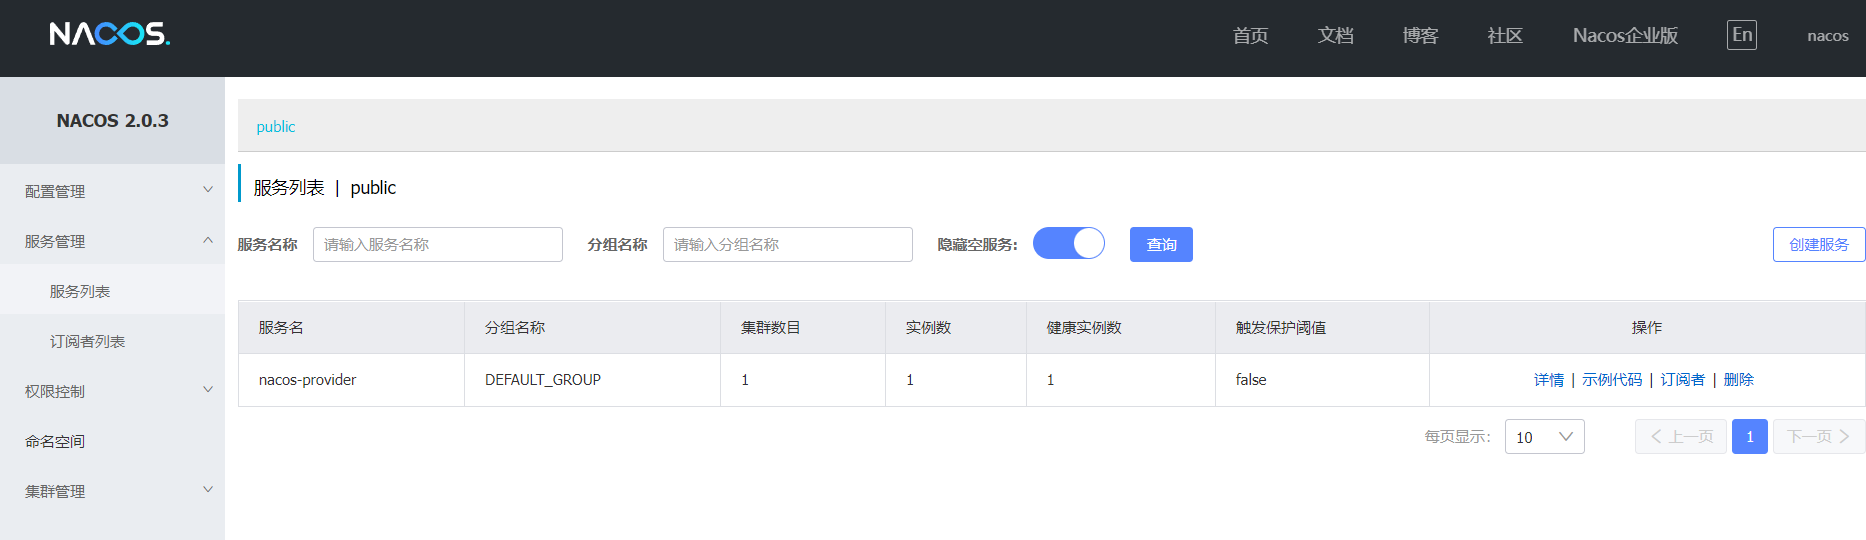 NACOS.
首页 文档 博客 社区 Nacos企业版 En nacos
NACOS 2.0.3
配置管理
服务管理
服务列表
订阅者列表
权限控制
命名空间
集群管理
public
服务列表 | public
服务名称 请输入服务名称 分组名称 请输入分组名称 隐藏空服务: 查询 创建服务
服务名 分组名称 集群数目 实例数 健康实例数 触发保护阈值 操作
nacos-provider DEFAULT_GROUP 1 1 1 false 详情 | 示例代码 | 订阅者 | 删除
每页显示: 10 上一页 1 下一页